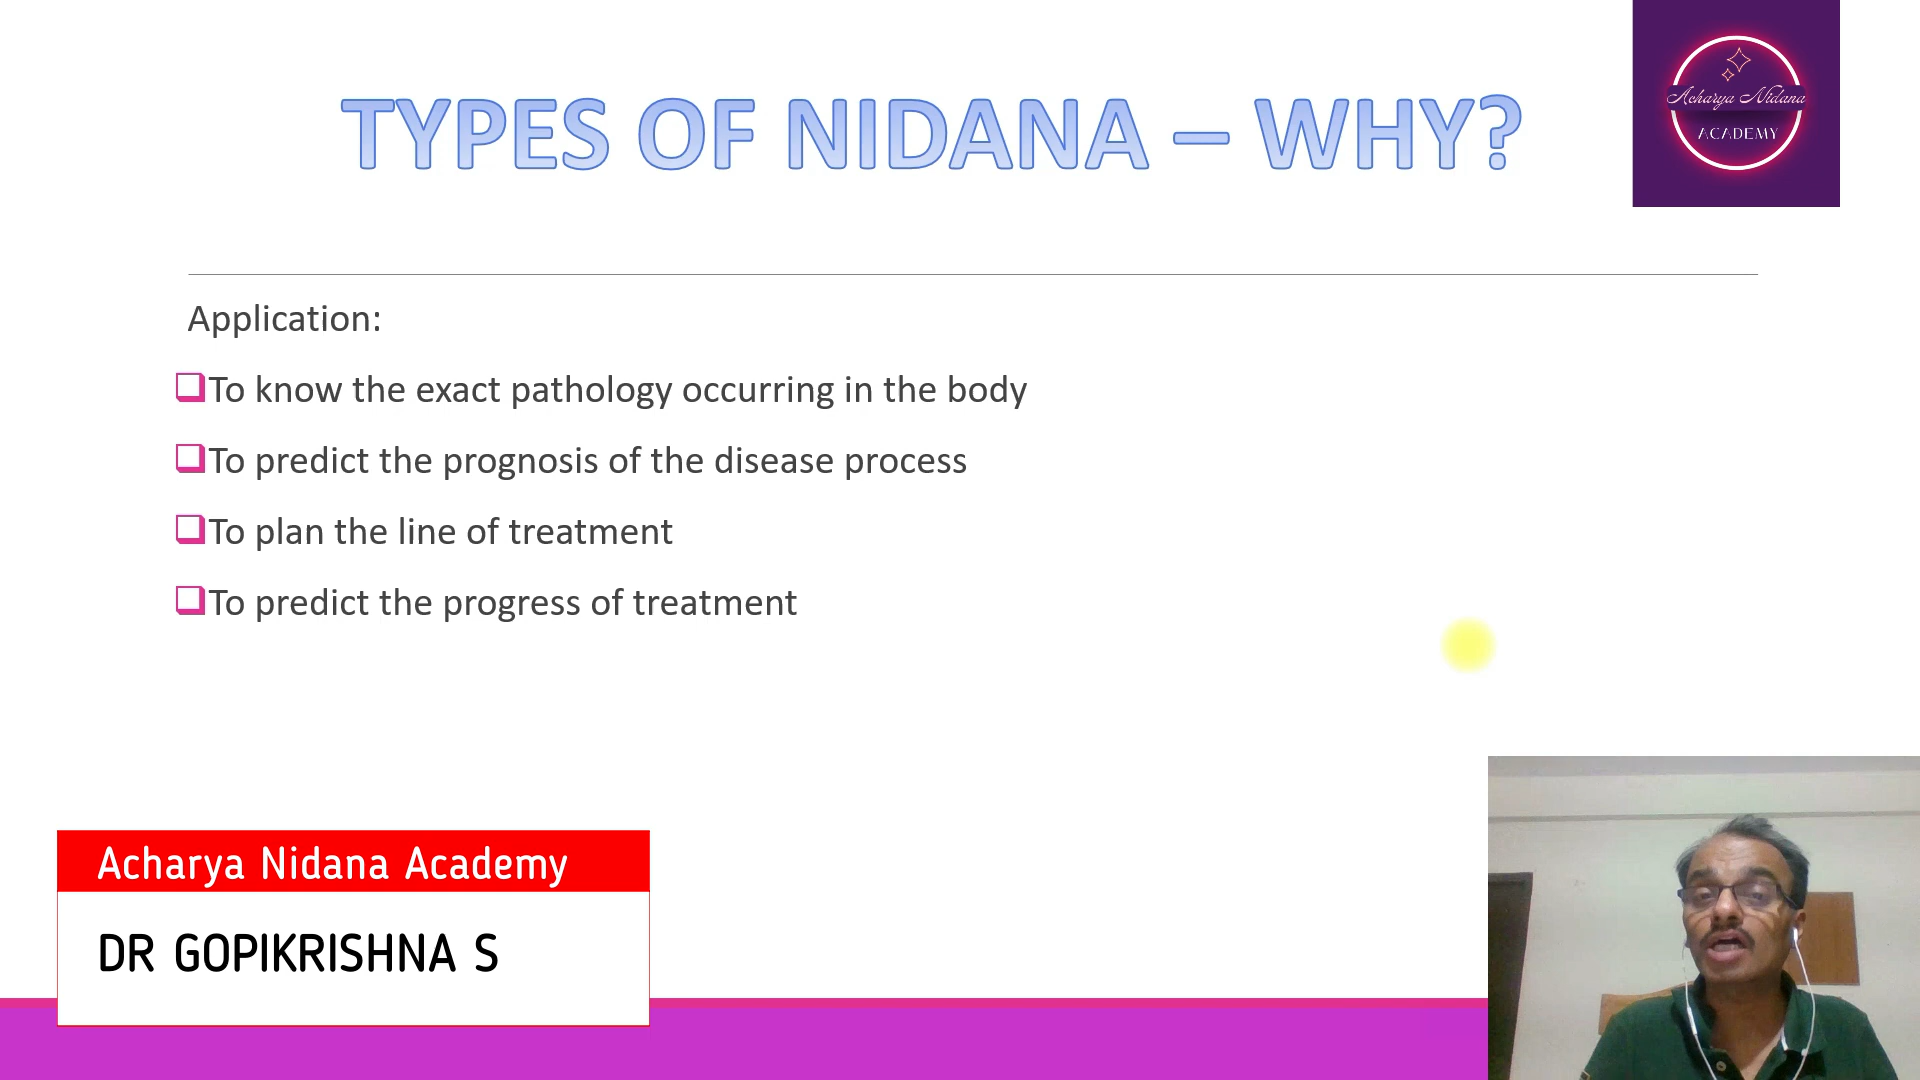 TYPES OF NIDANA – WHY?
Acharya Nidana
ACADEMY
Application:
To know the exact pathology occurring in the body
To predict the prognosis of the disease process
To plan the line of treatment
To predict the progress of treatment
Acharya Nidana Academy
DR GOPIKRISHNA S